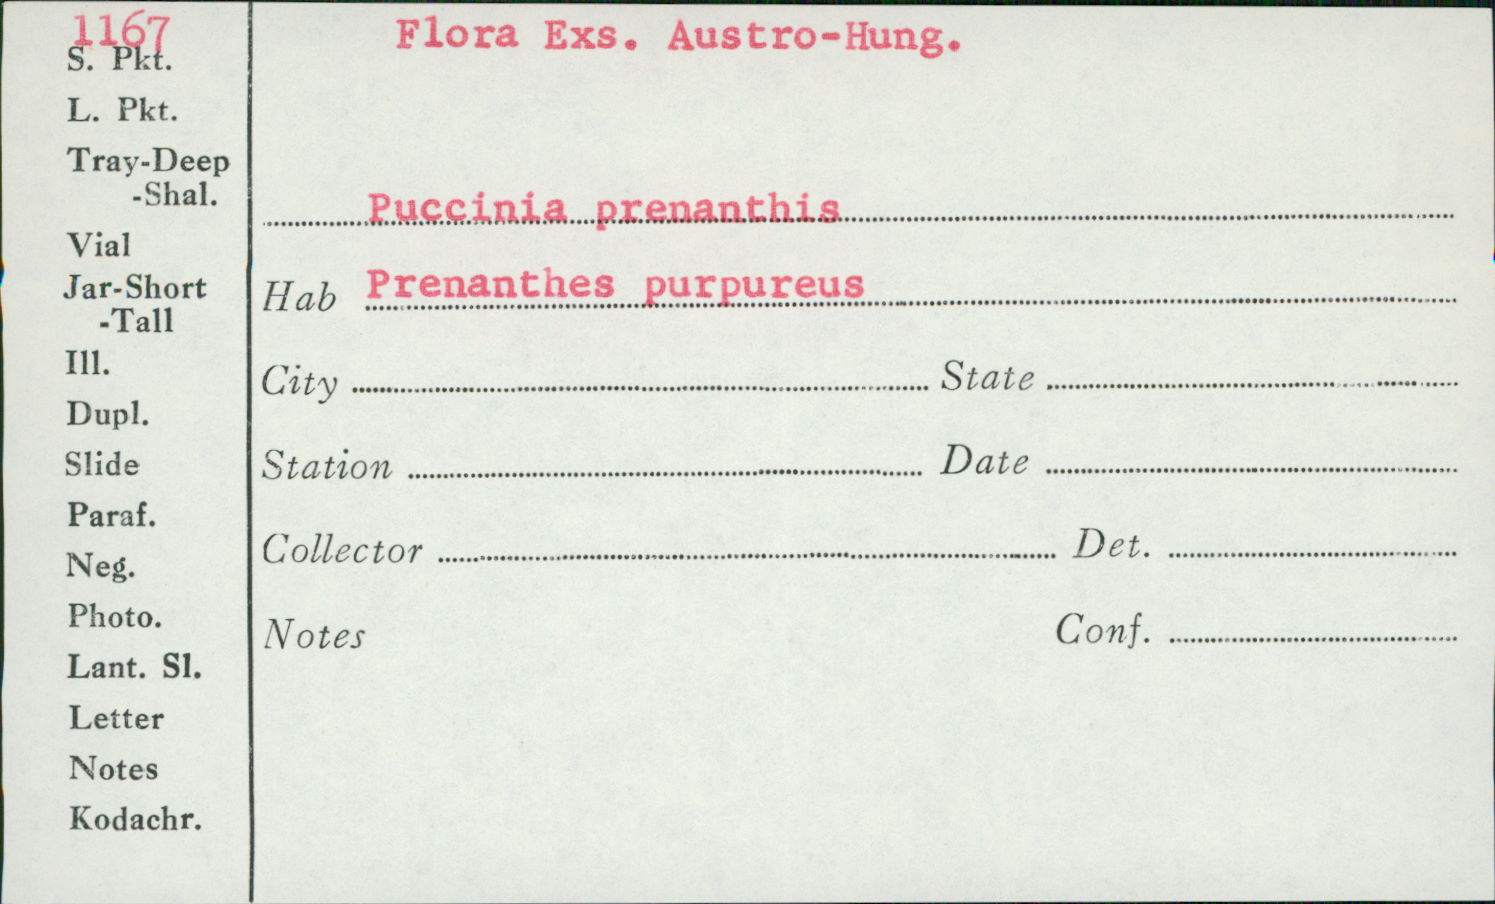 1167
S. Pkt.
L. Pkt.
Tray-Deep
-Shal.
Vial
Jar-Short
-Tall
Ill.
Dupl.
Slide
Paraf.
Neg.
Photo.
Lant. Sl.
Letter
Notes
Kodachr.
Flora Exs. Austro-Hung.
Puccinia prenanthis
Hab Prenanthes purpureus
City State
Station Date
Collector Det.
Notes Conf.